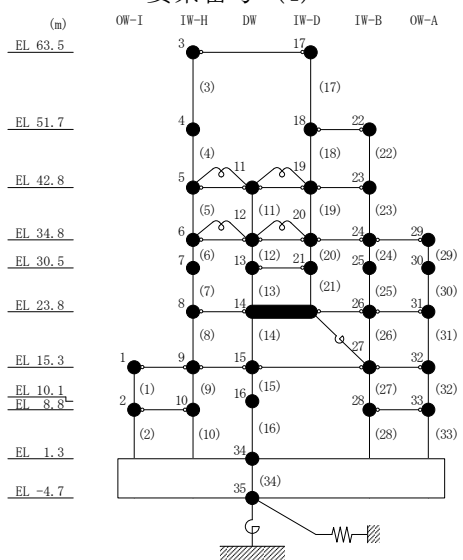 (m)
OW-I IW-H DW IW-D IW-B OW-A
EL 63.5
3 17
(3) (17)
EL 51.7
4 18 22
(4) (18) (22)
11 19
EL 42.8
5 23
(5) (11) (19) (23)
12 20
EL 34.8
6 24 29
(6) (12) (20) (24) (29)
EL 30.5
7 13 21 25 30
(7) (13) (21) (25) (30)
EL 23.8
8 14 26 31
(8) (14) (26) (31)
27
EL 15.3
1 9 15 32
(1) (9) (15) (27) (32)
EL 10.1
16
EL 8.8
2 10 28 33
(2) (10) (16) (28) (33)
EL 1.3
34
(34)
EL -4.7
35